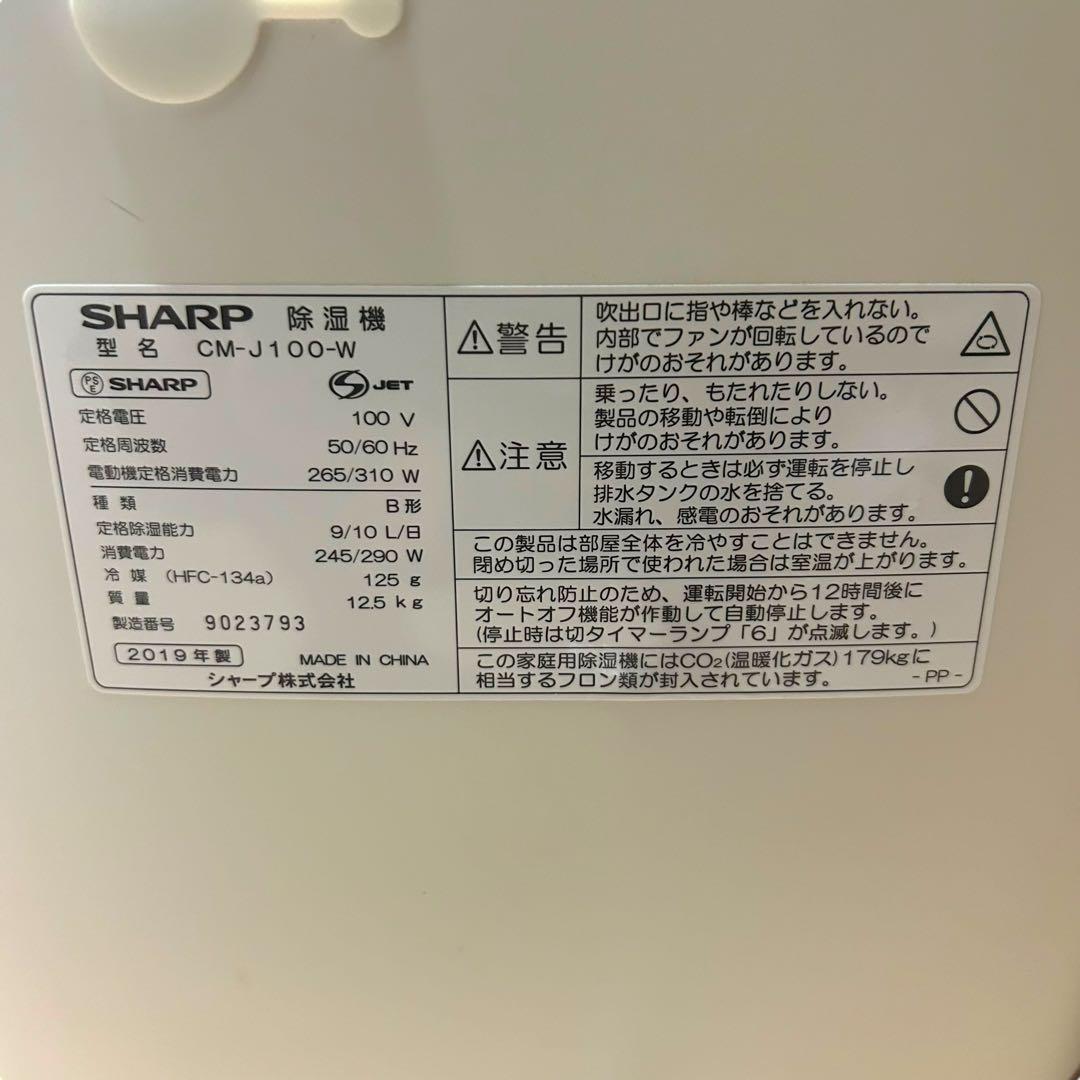 SHARP 除湿機
型名 CM-J100-W
PS E SHARP S JET
定格電圧 100 V
定格周波数 50/60 Hz
電動機定格消費電力 265/310 W
種類 B形
定格除湿能力 9/10 L/日
消費電力 245/290 W
冷媒 (HFC-134a) 125 g
質量 12.5 kg
製造番号 9023793
2019年製 MADE IN CHINA
シャープ株式会社
⚠警告
吹出口に指や棒などを入れない。
内部でファンが回転しているので
けがのおそれがあります。
⚠注意
乗ったり、もたれたりしない。
製品の移動や転倒により
けがのおそれがあります。
移動するときは必ず運転を停止し
排水タンクの水を捨てる。
水漏れ、感電のおそれがあります。
この製品は部屋全体を冷やすことはできません。
閉め切った場所で使われた場合は室温が上がります。
切り忘れ防止のため、運転開始から12時間後に
オートオフ機能が作動して自動停止します。
(停止時は切タイマーランプ「6」が点滅します。)
この家庭用除湿機にはCO₂(温暖化ガス)179kgに
相当するフロン類が封入されています。 -PP-